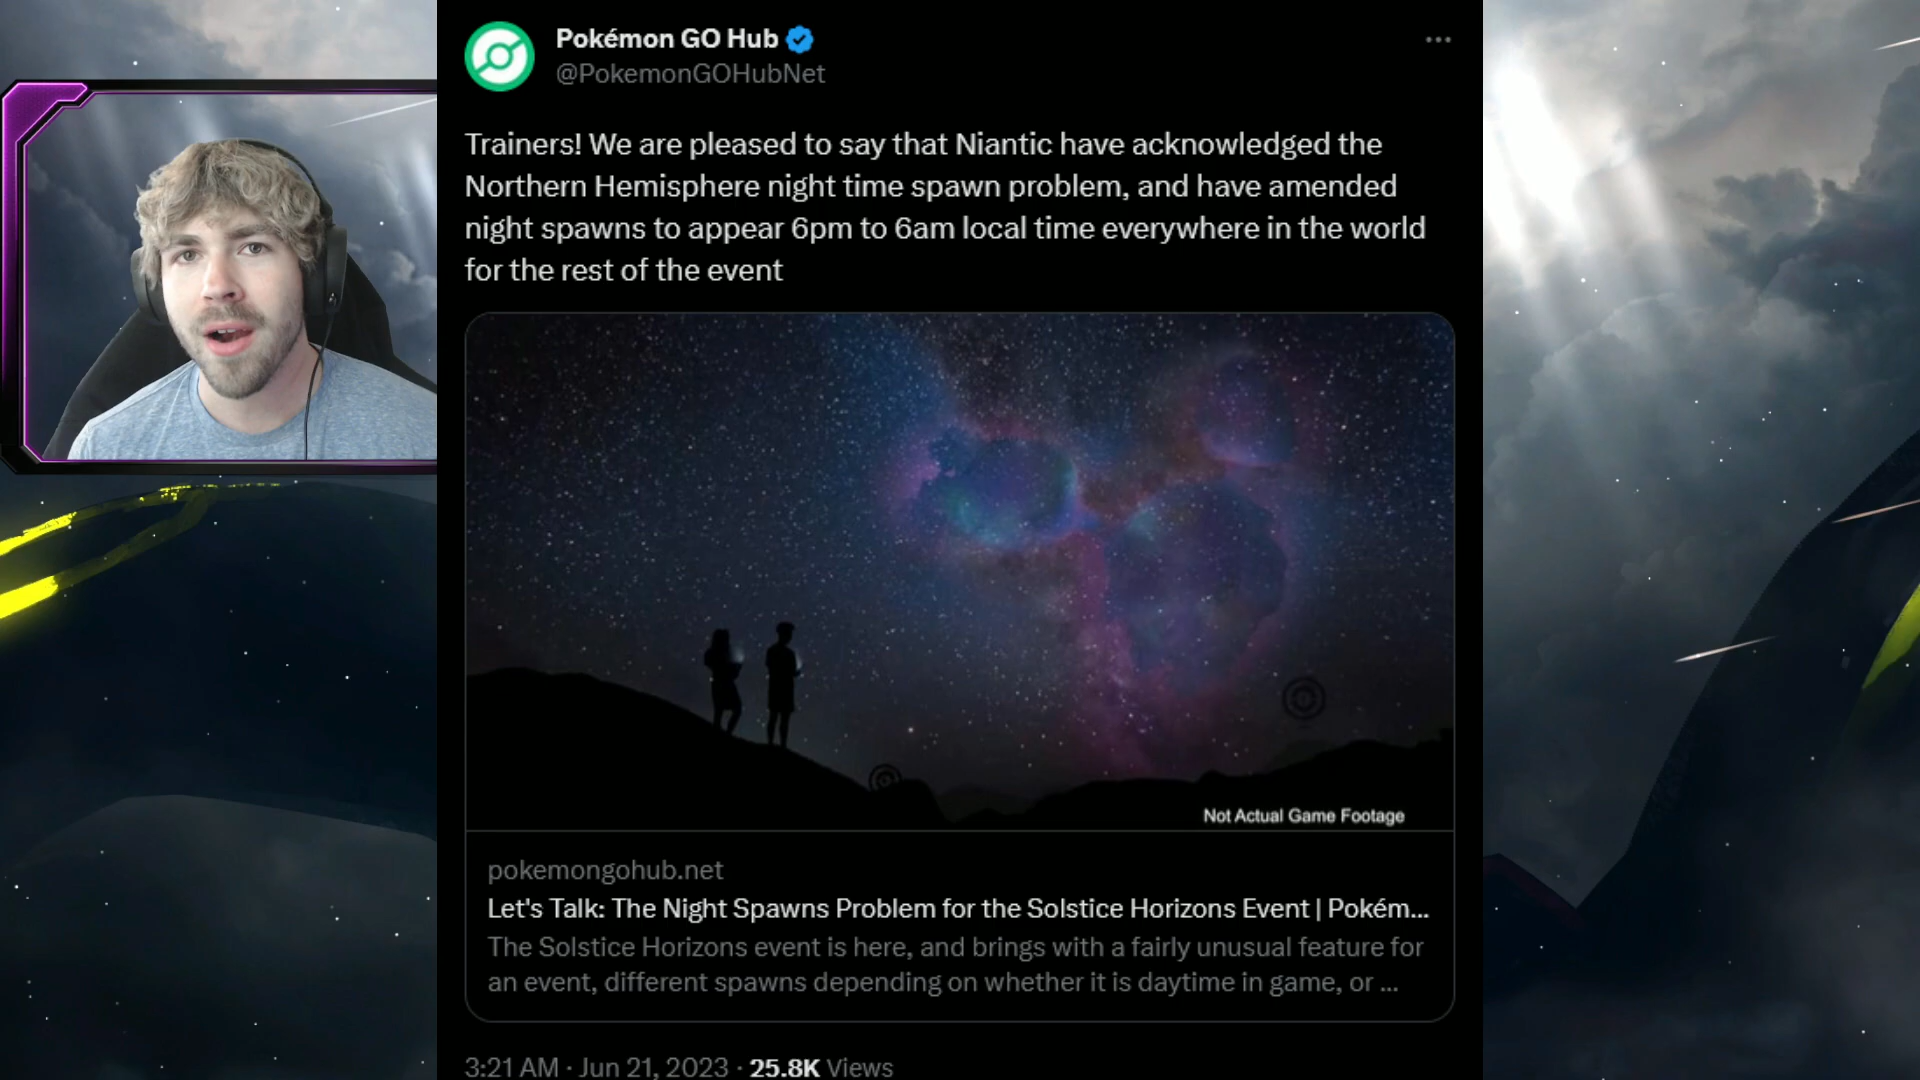 Pokémon GO Hub
@PokemonGOHubNet
Trainers! We are pleased to say that Niantic have acknowledged the
Northern Hemisphere night time spawn problem, and have amended
night spawns to appear 6pm to 6am local time everywhere in the world
for the rest of the event
Not Actual Game Footage
pokemongohub.net
Let's Talk: The Night Spawns Problem for the Solstice Horizons Event | Pokém...
The Solstice Horizons event is here, and brings with a fairly unusual feature for
an event, different spawns depending on whether it is daytime in game, or ...
3:21 AM · Jun 21, 2023 · 25.8K Views